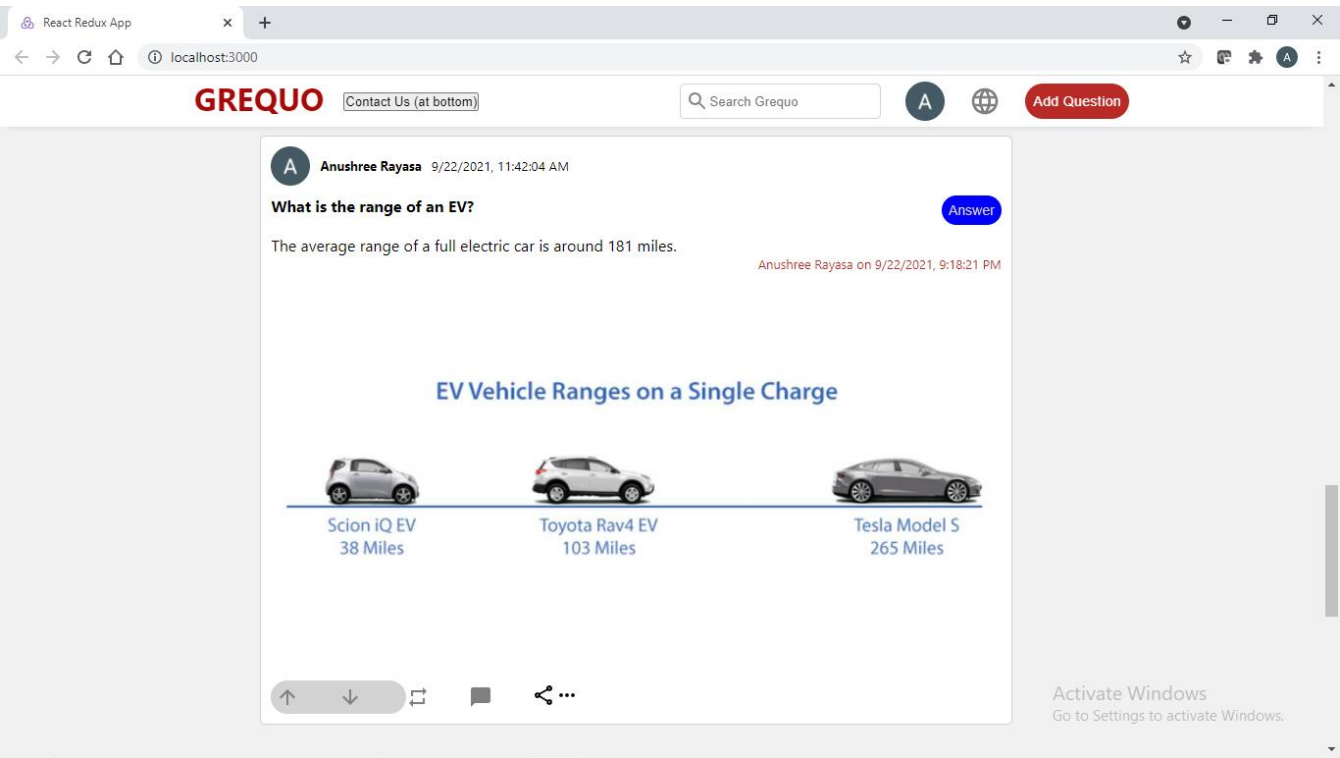 React Redux App
localhost:3000
GREQUO
Contact Us (at bottom)
Search Grequo
A
Add Question
A
A
Anushree Rayasa 9/22/2021, 11:42:04 AM
What is the range of an EV?
Answer
The average range of a full electric car is around 181 miles.
Anushree Rayasa on 9/22/2021, 9:18:21 PM
EV Vehicle Ranges on a Single Charge
Scion iQ EV
38 Miles
Toyota Rav4 EV
103 Miles
Tesla Model S
265 Miles
Activate Windows
Go to Settings to activate Windows.